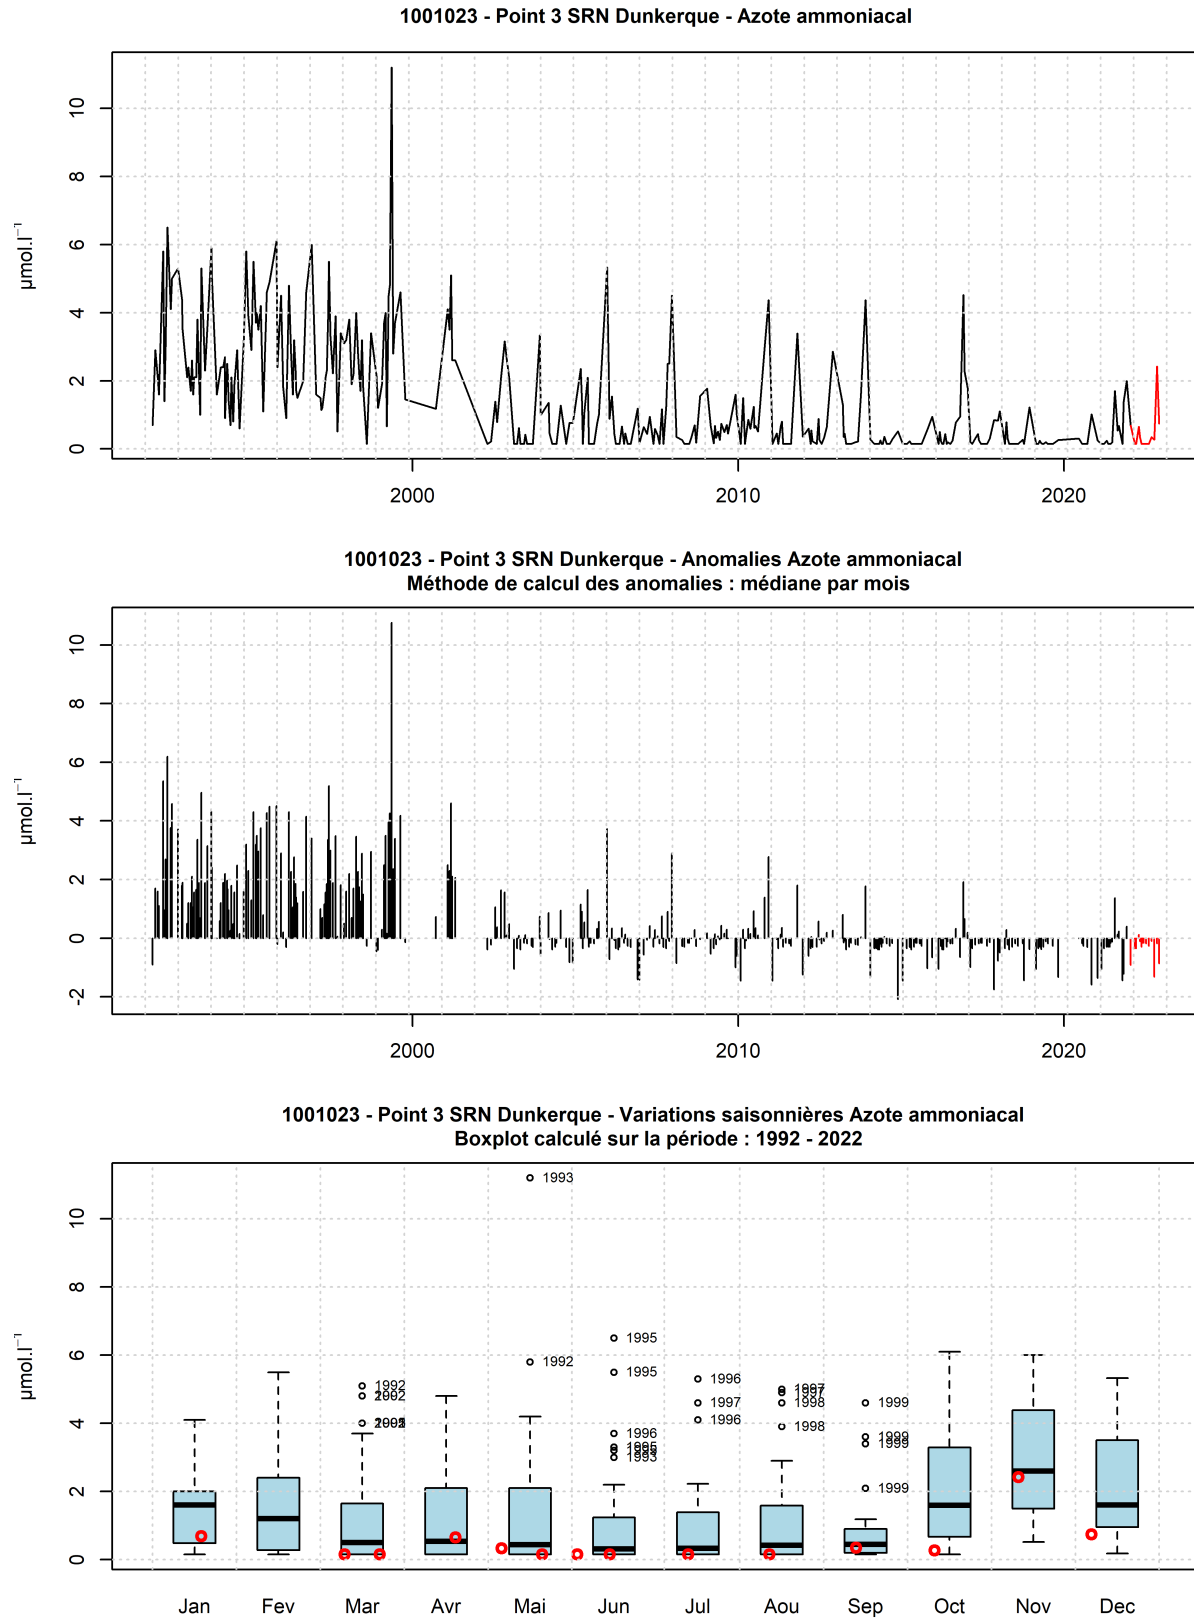 1001023 - Point 3 SRN Dunkerque - Azote ammoniacal
10
8
6
4
2
0
µmol.l⁻¹
2000
2010
2020
1001023 - Point 3 SRN Dunkerque - Anomalies Azote ammoniacal
Méthode de calcul des anomalies : médiane par mois
10
8
6
4
2
0
-2
µmol.l⁻¹
2000
2010
2020
1001023 - Point 3 SRN Dunkerque - Variations saisonnières Azote ammoniacal
Boxplot calculé sur la période : 1992 - 2022
10
8
6
4
2
0
µmol.l⁻¹
1993
1992
1995
1995
1996
1993
1992
1996
1997
1996
1997
1998
1998
1999
1999
1999
1999
Jan
Fev
Mar
Avr
Mai
Jun
Jul
Aou
Sep
Oct
Nov
Dec